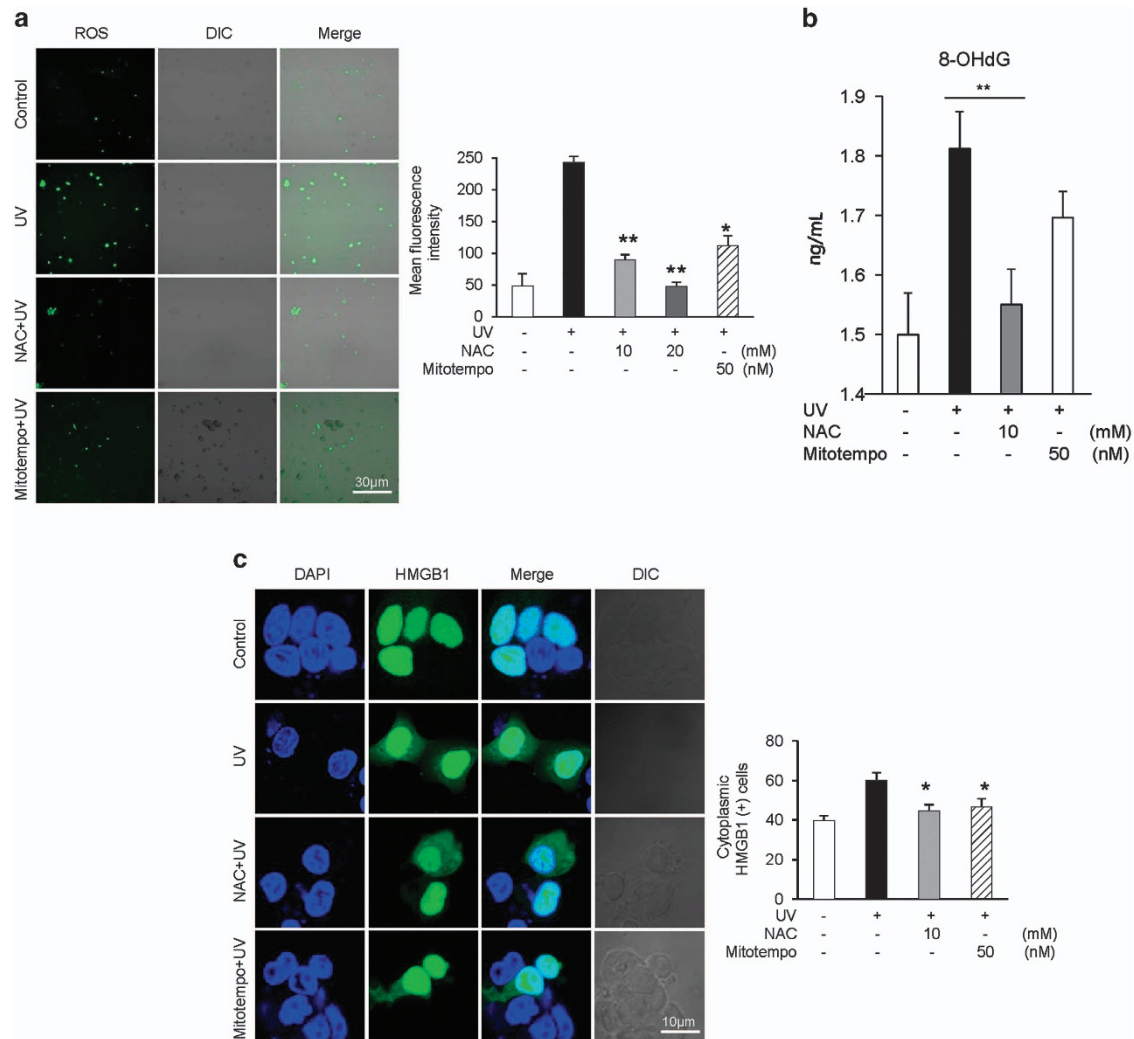 a
ROS DIC Merge
Control
UV
NAC+UV
Mitotempo+UV
30µm
Mean fluorescence
intensity
250
200
150
100
50
0
** ** *
UV - + + + +
NAC - - 10 20 - (mM)
Mitotempo - - - - 50 (nM)
b
8-OHdG
**
ng/mL
1.9
1.8
1.7
1.6
1.5
1.4
UV - + + +
NAC - - 10 - (mM)
Mitotempo - - - 50 (nM)
c
DAPI HMGB1 Merge DIC
Control
UV
NAC+UV
Mitotempo+UV
10µm
Cytoplasmic
HMGB1 (+) cells
80
60
40
20
0
* *
UV - + + +
NAC - - 10 - (mM)
Mitotempo - - - 50 (nM)